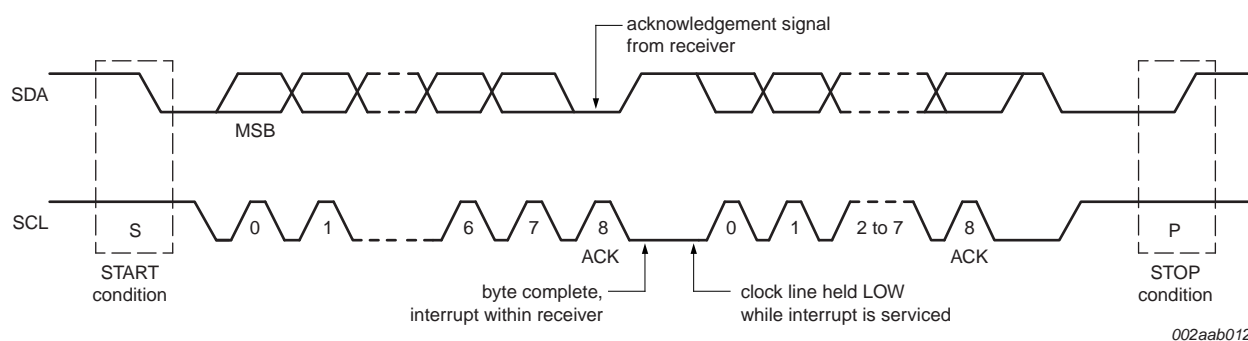 acknowledgement signal
from receiver
SDA
MSB
SCL
S
0
1
6
7
8
0
1
2 to 7
8
P
ACK
ACK
START
condition
byte complete,
interrupt within receiver
clock line held LOW
while interrupt is serviced
STOP
condition
002aab012